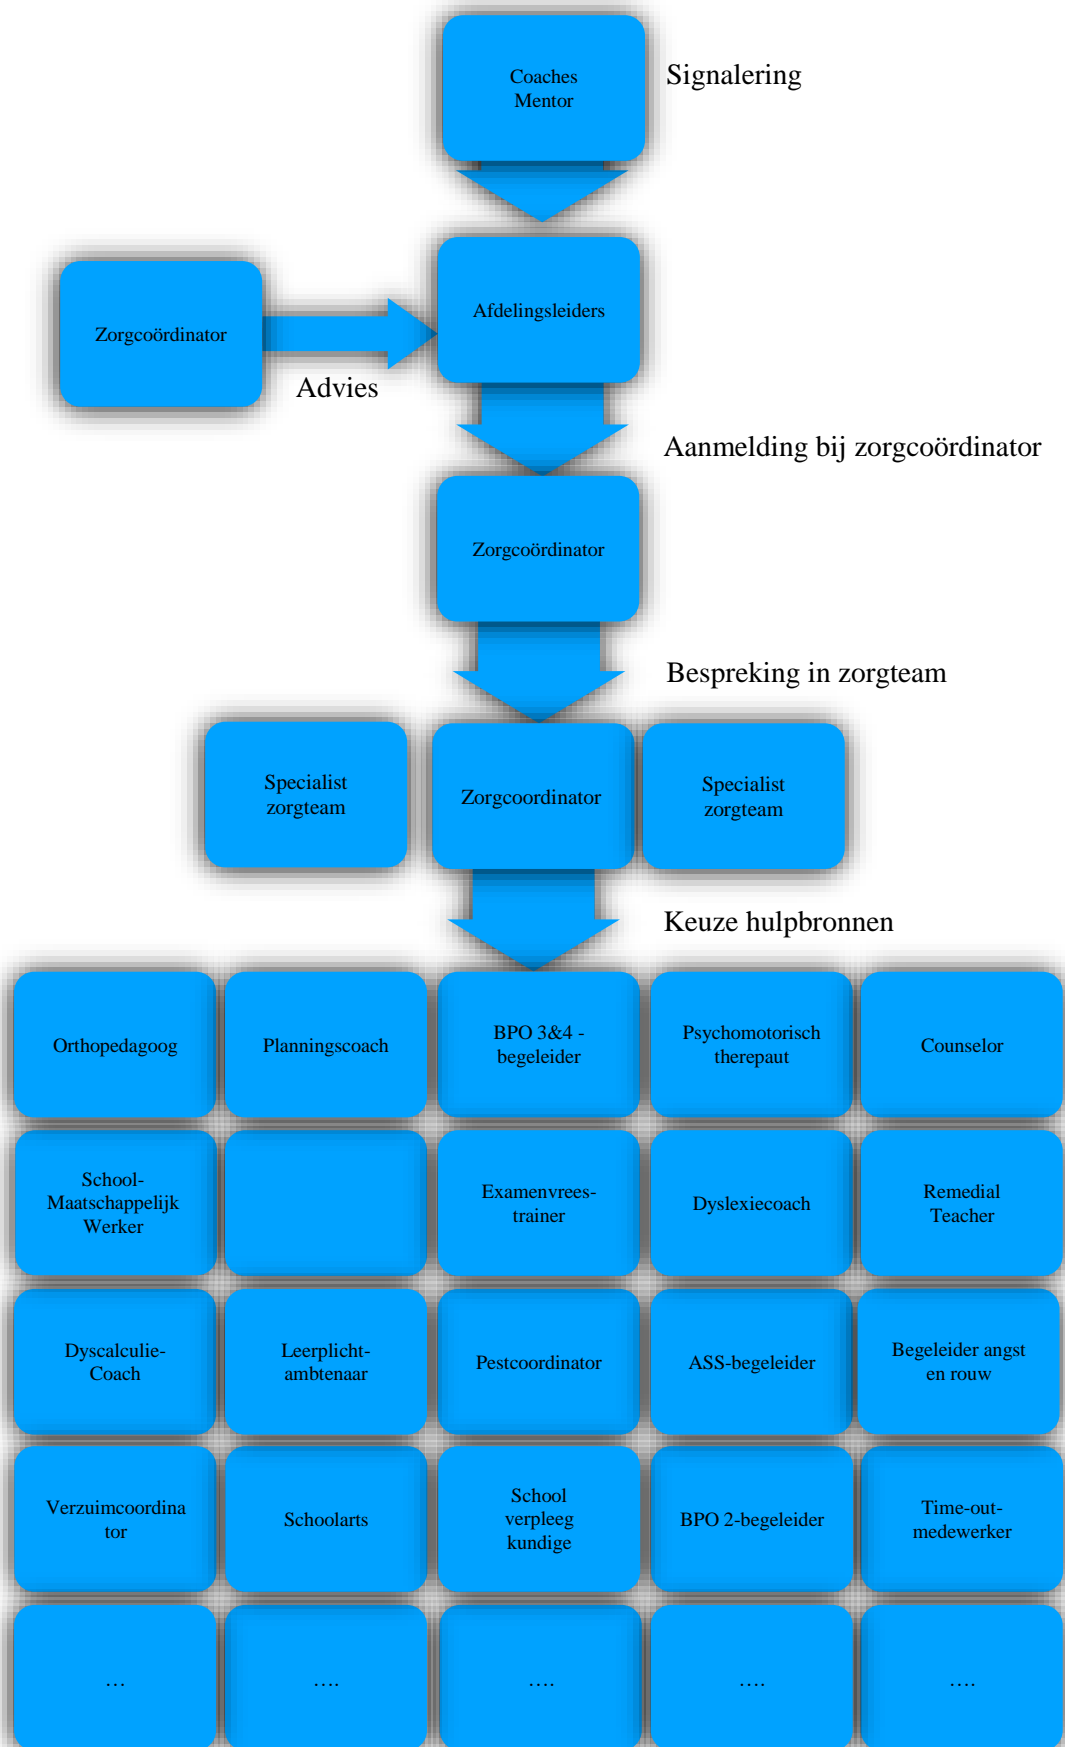 Coaches
Mentor
Signalering
Zorgcoördinator
Afdelingsleiders
Advies
Aanmelding bij zorgcoördinator
Zorgcoördinator
Bespreking in zorgteam
Specialist
zorgteam
Zorgcoordinator
Specialist
zorgteam
Keuze hulpbronnen
Orthopedagoog
Planningscoach
BPO 3&4 -
begeleider
Psychomotorisch
therepaut
Counselor
School-
Maatschappelijk
Werker
Examenvrees-
trainer
Dyslexiecoach
Remedial
Teacher
Dyscalculie-
Coach
Leerplicht-
ambtenaar
Pestcoordinator
ASS-begeleider
Begeleider angst
en rouw
Verzuimcoordina
tor
Schoolarts
School
verpleeg
kundige
BPO 2-begeleider
Time-out-
medewerker
…
….
….
….
….